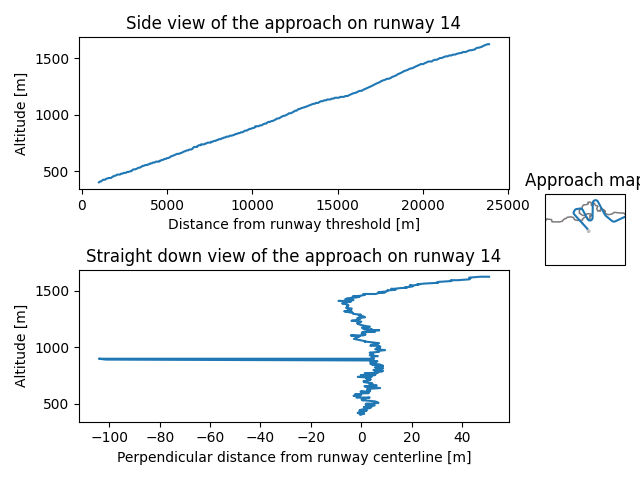 Side view of the approach on runway 14
Altitude [m]
1500
1000
500
0 5000 10000 15000 20000 25000
Distance from runway threshold [m]
Approach map
Straight down view of the approach on runway 14
Altitude [m]
1500
1000
500
−100 −80 −60 −40 −20 0 20 40
Perpendicular distance from runway centerline [m]